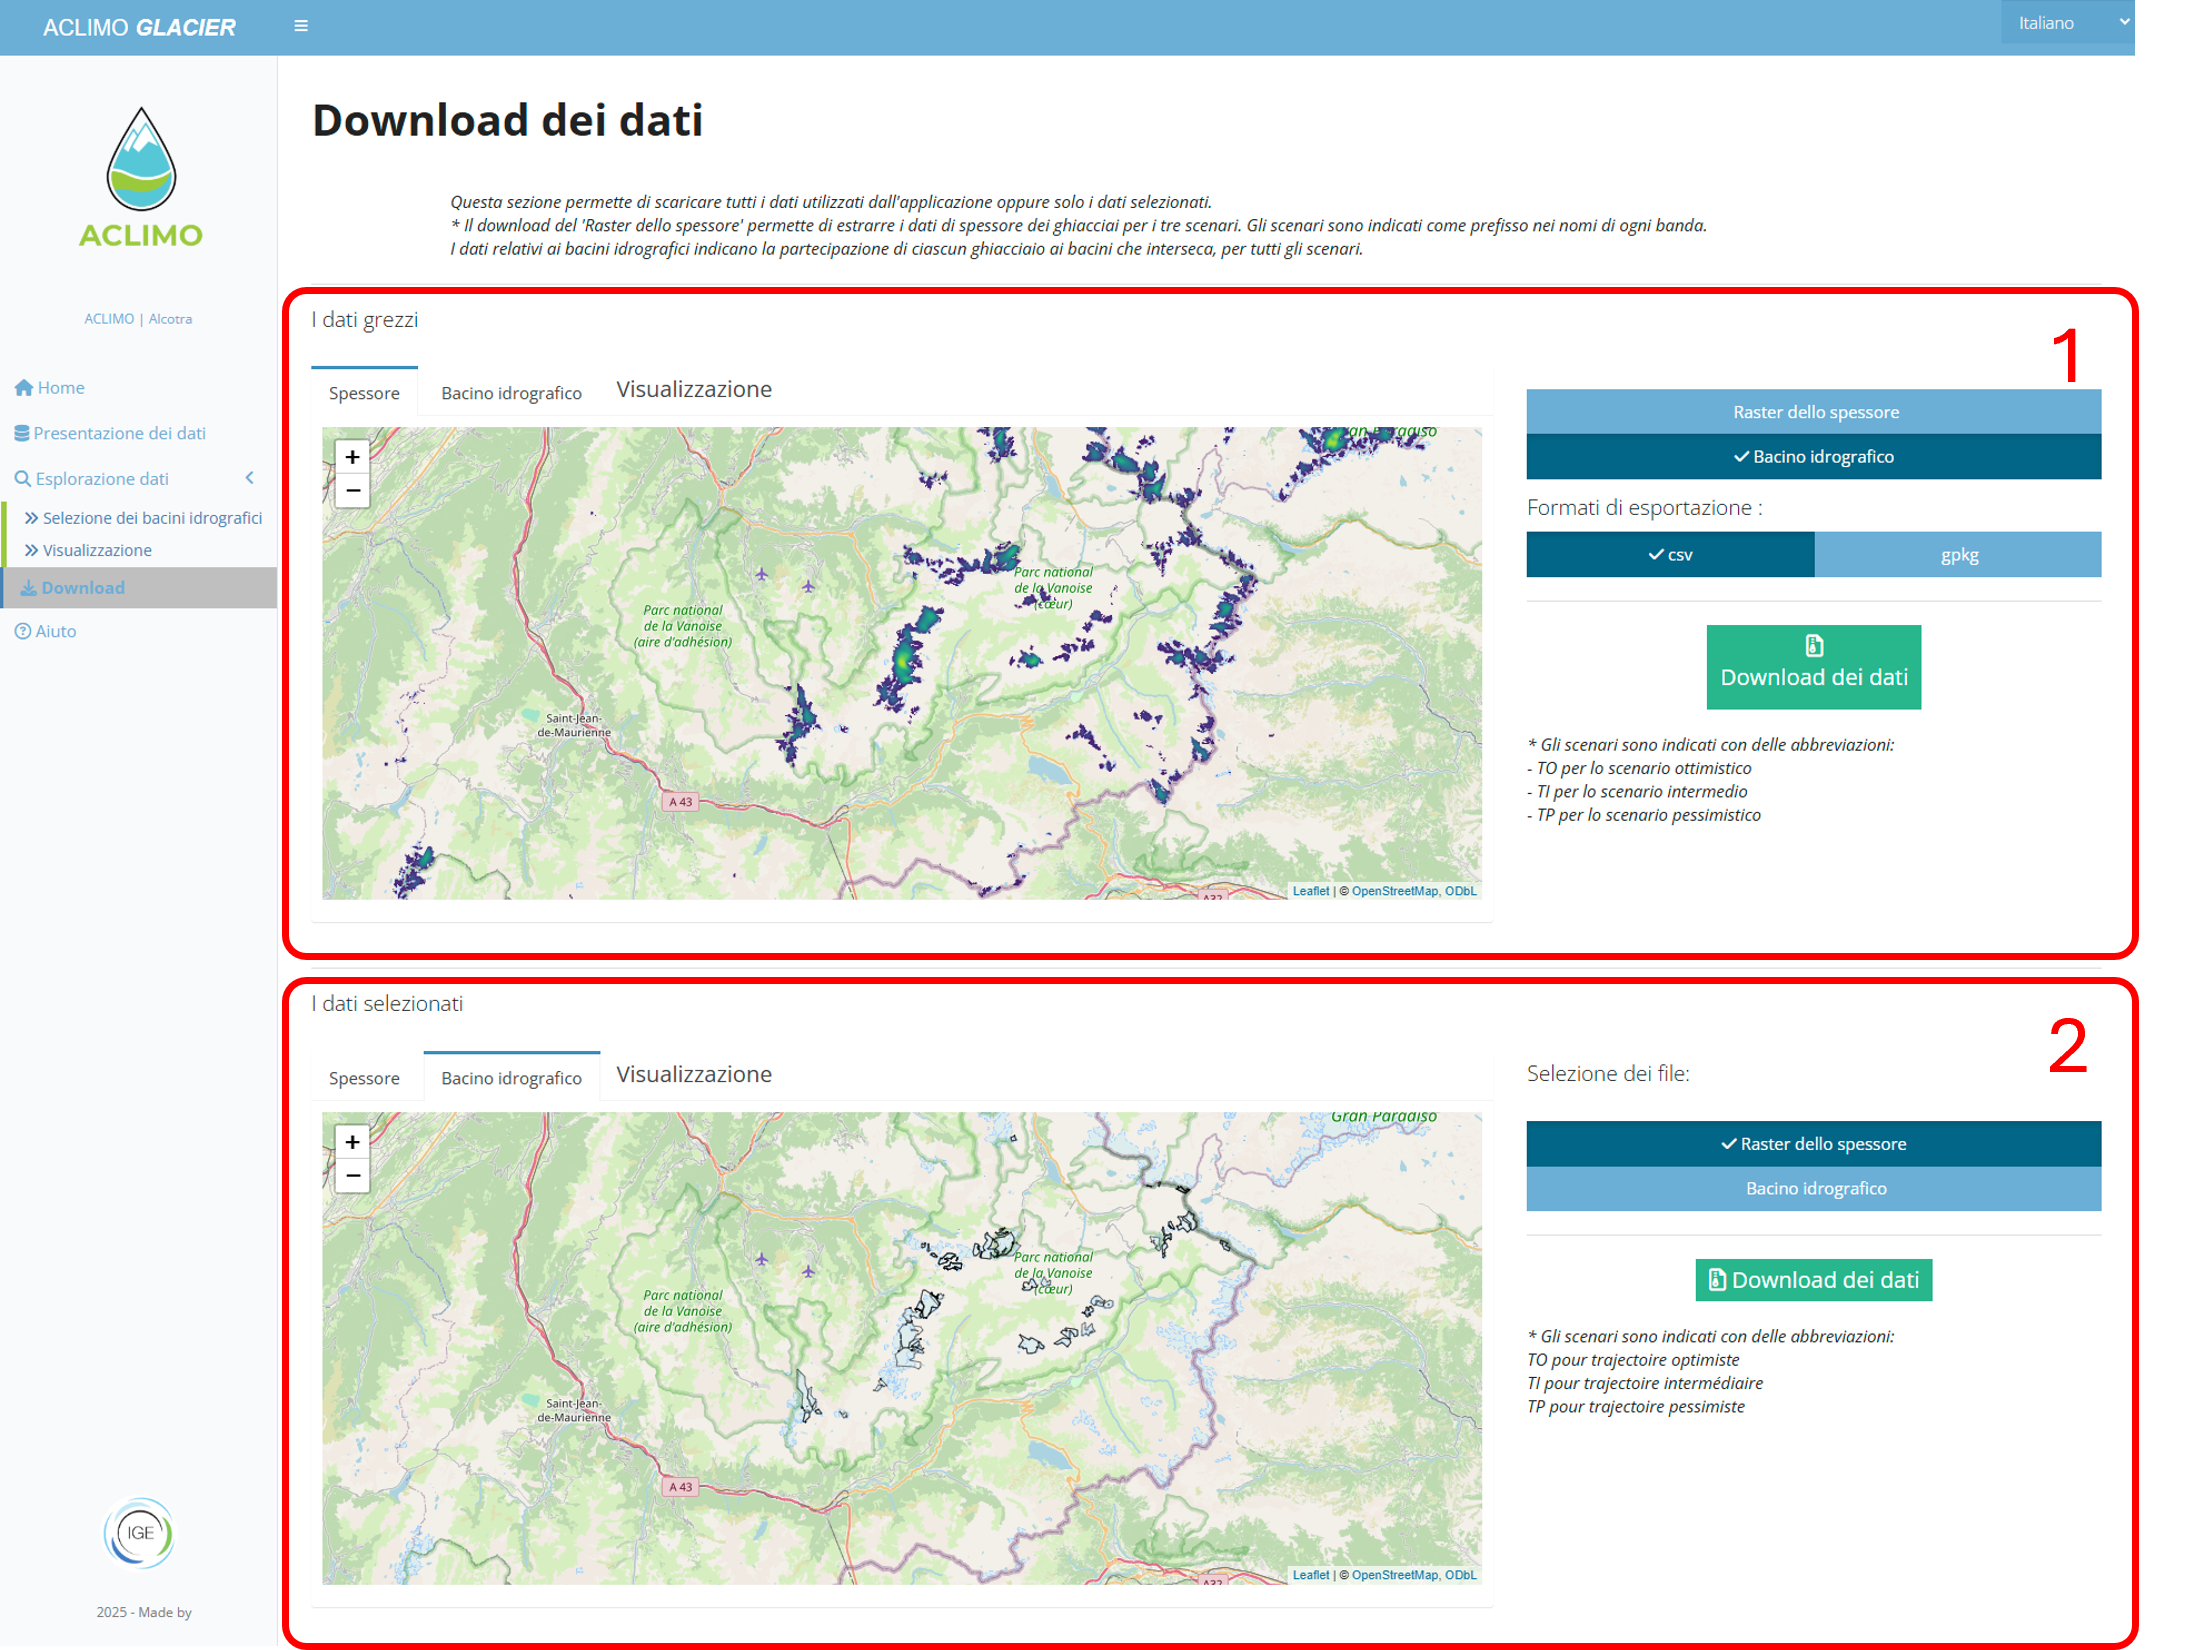 ACLIMO GLACIER
Italiano
ACLIMO
ACLIMO | Alcotra
Home
Presentazione dei dati
Esplorazione dati
Selezione dei bacini idrografici
Visualizzazione
Download
Aiuto
IGE
2025 - Made by
Download dei dati
Questa sezione permette di scaricare tutti i dati utilizzati dall'applicazione oppure solo i dati selezionati.
* Il download del 'Raster dello spessore' permette di estrarre i dati di spessore dei ghiacciai per i tre scenari. Gli scenari sono indicati come prefisso nei nomi di ogni banda.
I dati relativi ai bacini idrografici indicano la partecipazione di ciascun ghiacciaio ai bacini che interseca, per tutti gli scenari.
I dati grezzi
1
Spessore
Bacino idrografico
Visualizzazione
+
−
Parc national
de la Vanoise
(cœur)
Parc national
de la Vanoise
(aire d'adhésion)
Saint-Jean-
de-Maurienne
A 43
A32
Leaflet | © OpenStreetMap, ODbL
Raster dello spessore
Bacino idrografico
Formati di esportazione :
csv
gpkg
Download dei dati
* Gli scenari sono indicati con delle abbreviazioni:
- TO per lo scenario ottimistico
- TI per lo scenario intermedio
- TP per lo scenario pessimistico
I dati selezionati
2
Spessore
Bacino idrografico
Visualizzazione
+
−
Gran Paradiso
Parc national
de la Vanoise
(cœur)
Parc national
de la Vanoise
(aire d'adhésion)
Saint-Jean-
de-Maurienne
A 43
A32
Leaflet | © OpenStreetMap, ODbL
Selezione dei file:
Raster dello spessore
Bacino idrografico
Download dei dati
* Gli scenari sono indicati con delle abbreviazioni:
TO pour trajectoire optimiste
TI pour trajectoire intermédiaire
TP pour trajectoire pessimiste